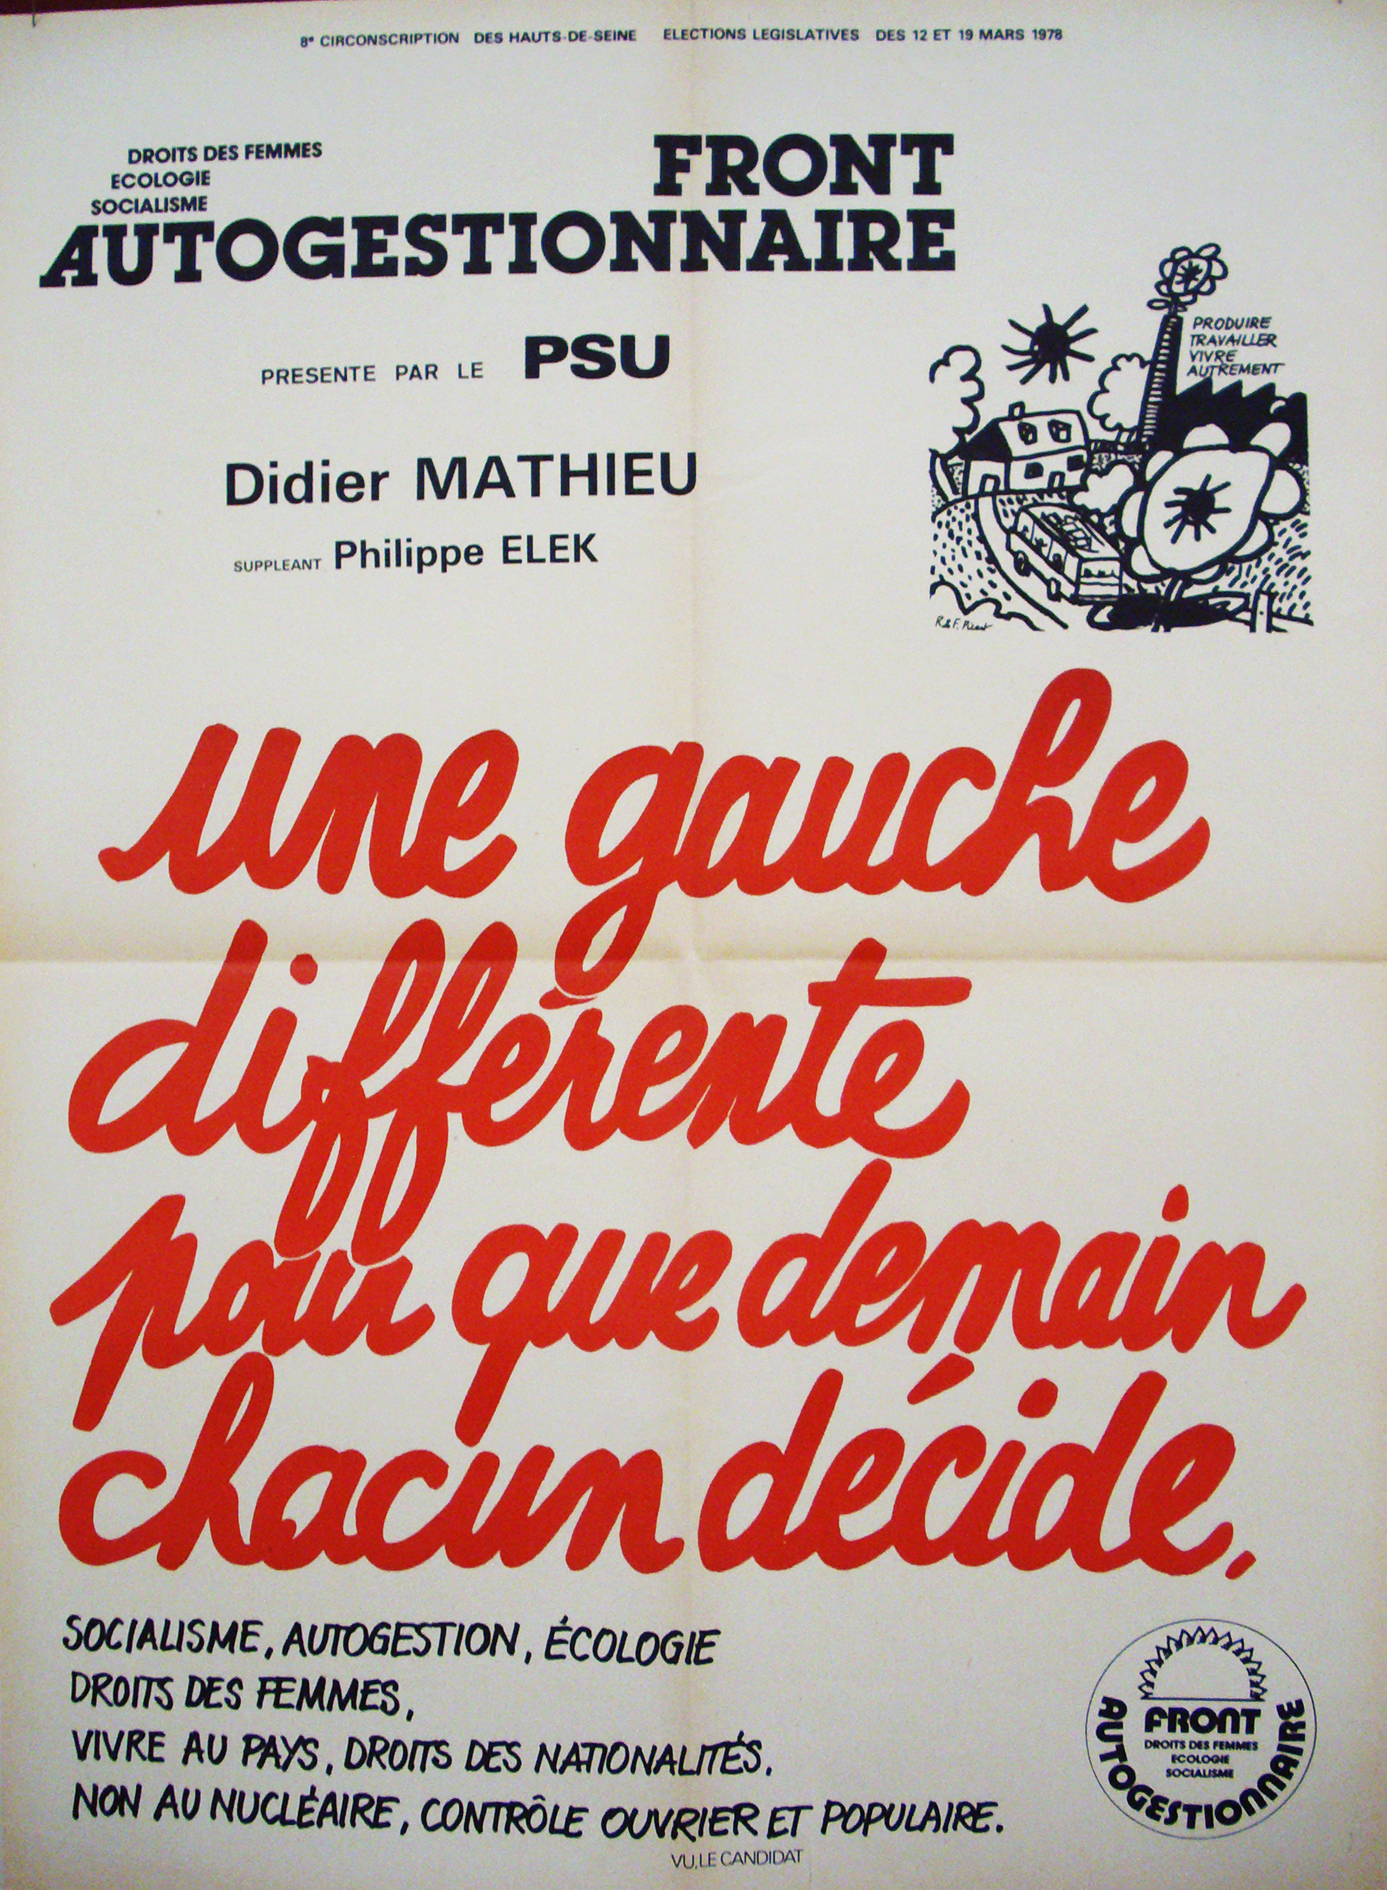 8e CIRCONSCRIPTION DES HAUTS-DE-SEINE ELECTIONS LEGISLATIVES DES 12 ET 19 MARS 1978
DROITS DES FEMMES
ECOLOGIE
SOCIALISME
FRONT
AUTOGESTIONNAIRE
PRESENTE PAR LE PSU
Didier MATHIEU
SUPPLEANT Philippe ELEK
PRODUIRE
TRAVAILLER
VIVRE
AUTREMENT
une gauche
différente
pour que demain
chacun décide.
SOCIALISME, AUTOGESTION, ÉCOLOGIE
DROITS DES FEMMES,
VIVRE AU PAYS, DROITS DES NATIONALITÉS.
NON AU NUCLÉAIRE, CONTRÔLE OUVRIER ET POPULAIRE.
FRONT
DROITS DES FEMMES
ECOLOGIE
SOCIALISME
AUTOGESTIONNAIRE
VU, LE CANDIDAT